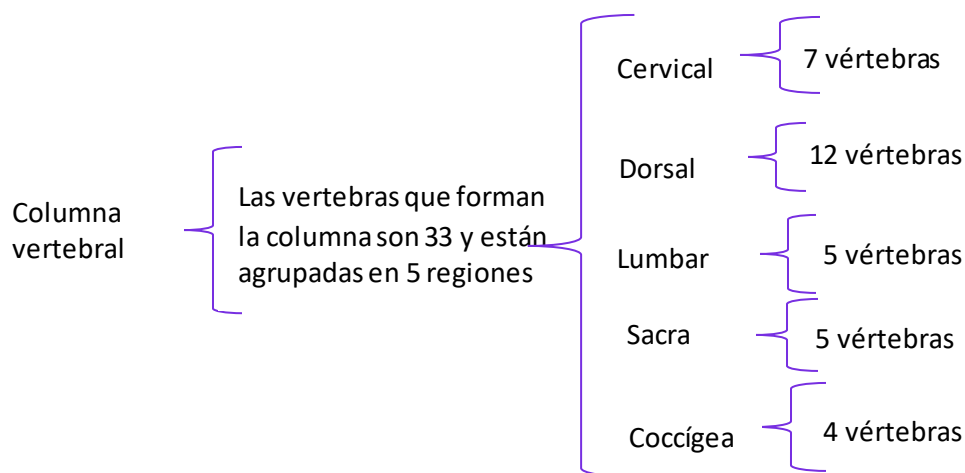 Columna
vertebral
Las vertebras que forman
la columna son 33 y están
agrupadas en 5 regiones
Cervical
7 vértebras
Dorsal
12 vértebras
Lumbar
5 vértebras
Sacra
5 vértebras
Coccígea
4 vértebras